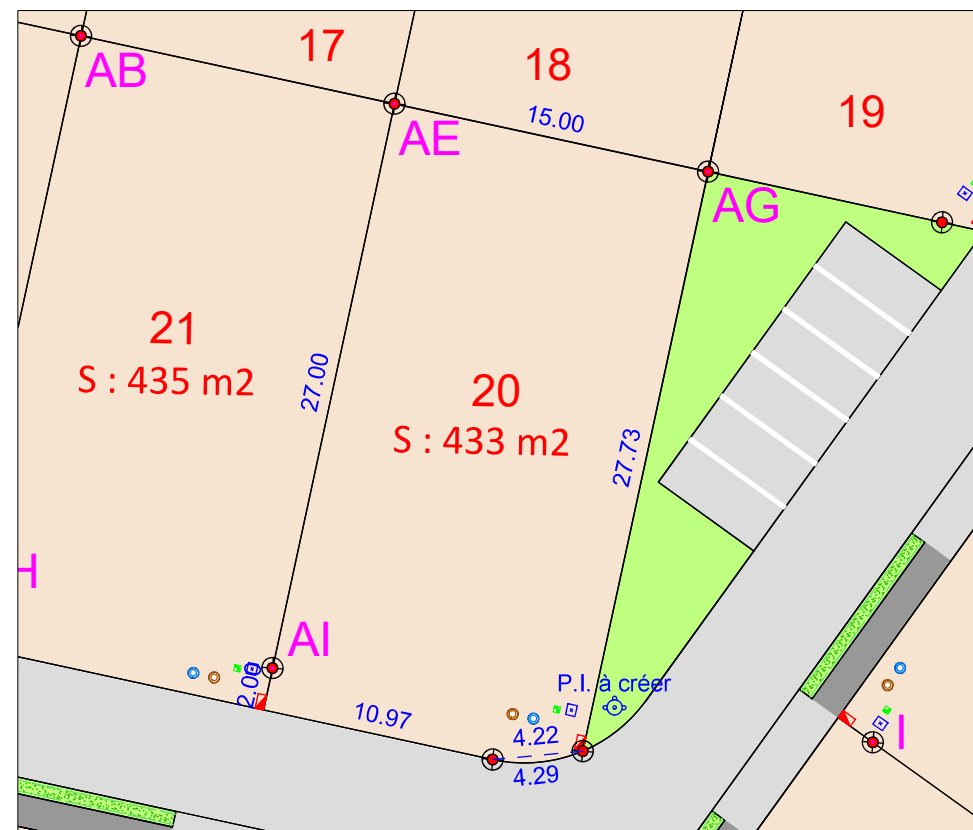 17
18
19
AB
AE
15.00
AG
21
S : 435 m2
27.00
20
S : 433 m2
27.73
H
AI
2.00
10.97
P.I. à créer
4.22
4.29
I